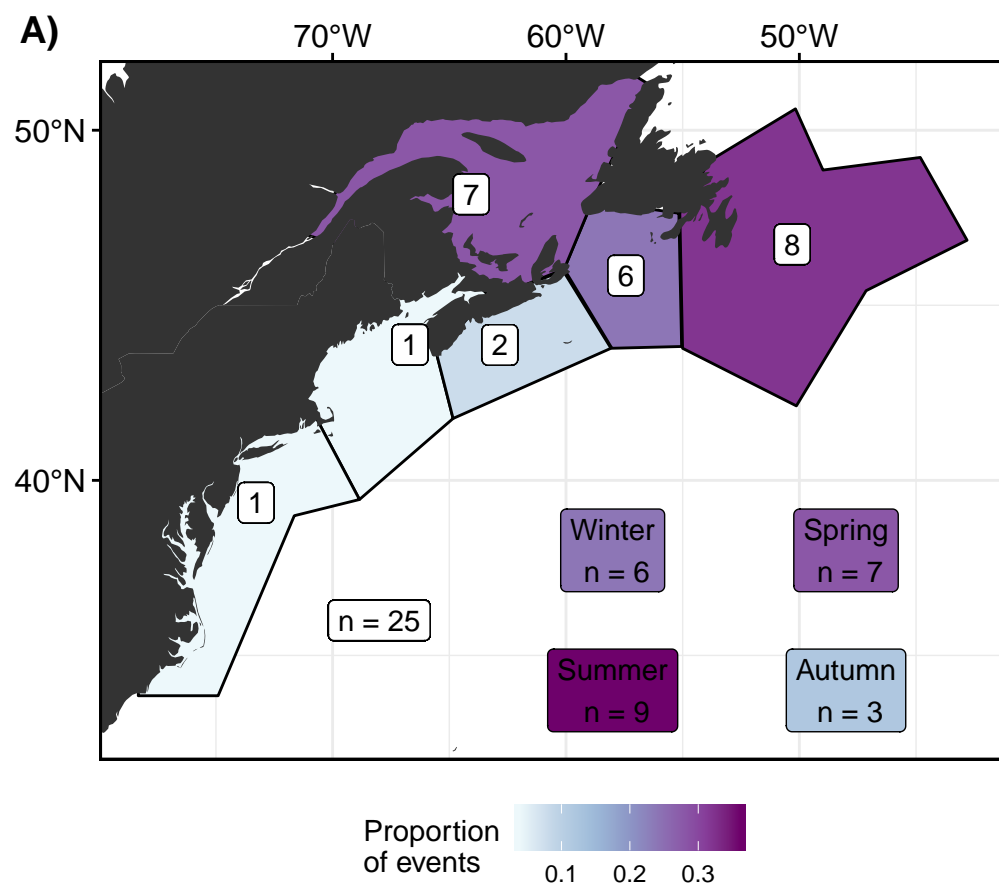 A)
70°W 60°W 50°W
50°N
40°N
7
8
6
1
2
1
n = 25
Winter
n = 6
Spring
n = 7
Summer
n = 9
Autumn
n = 3
Proportion
of events
0.1 0.2 0.3